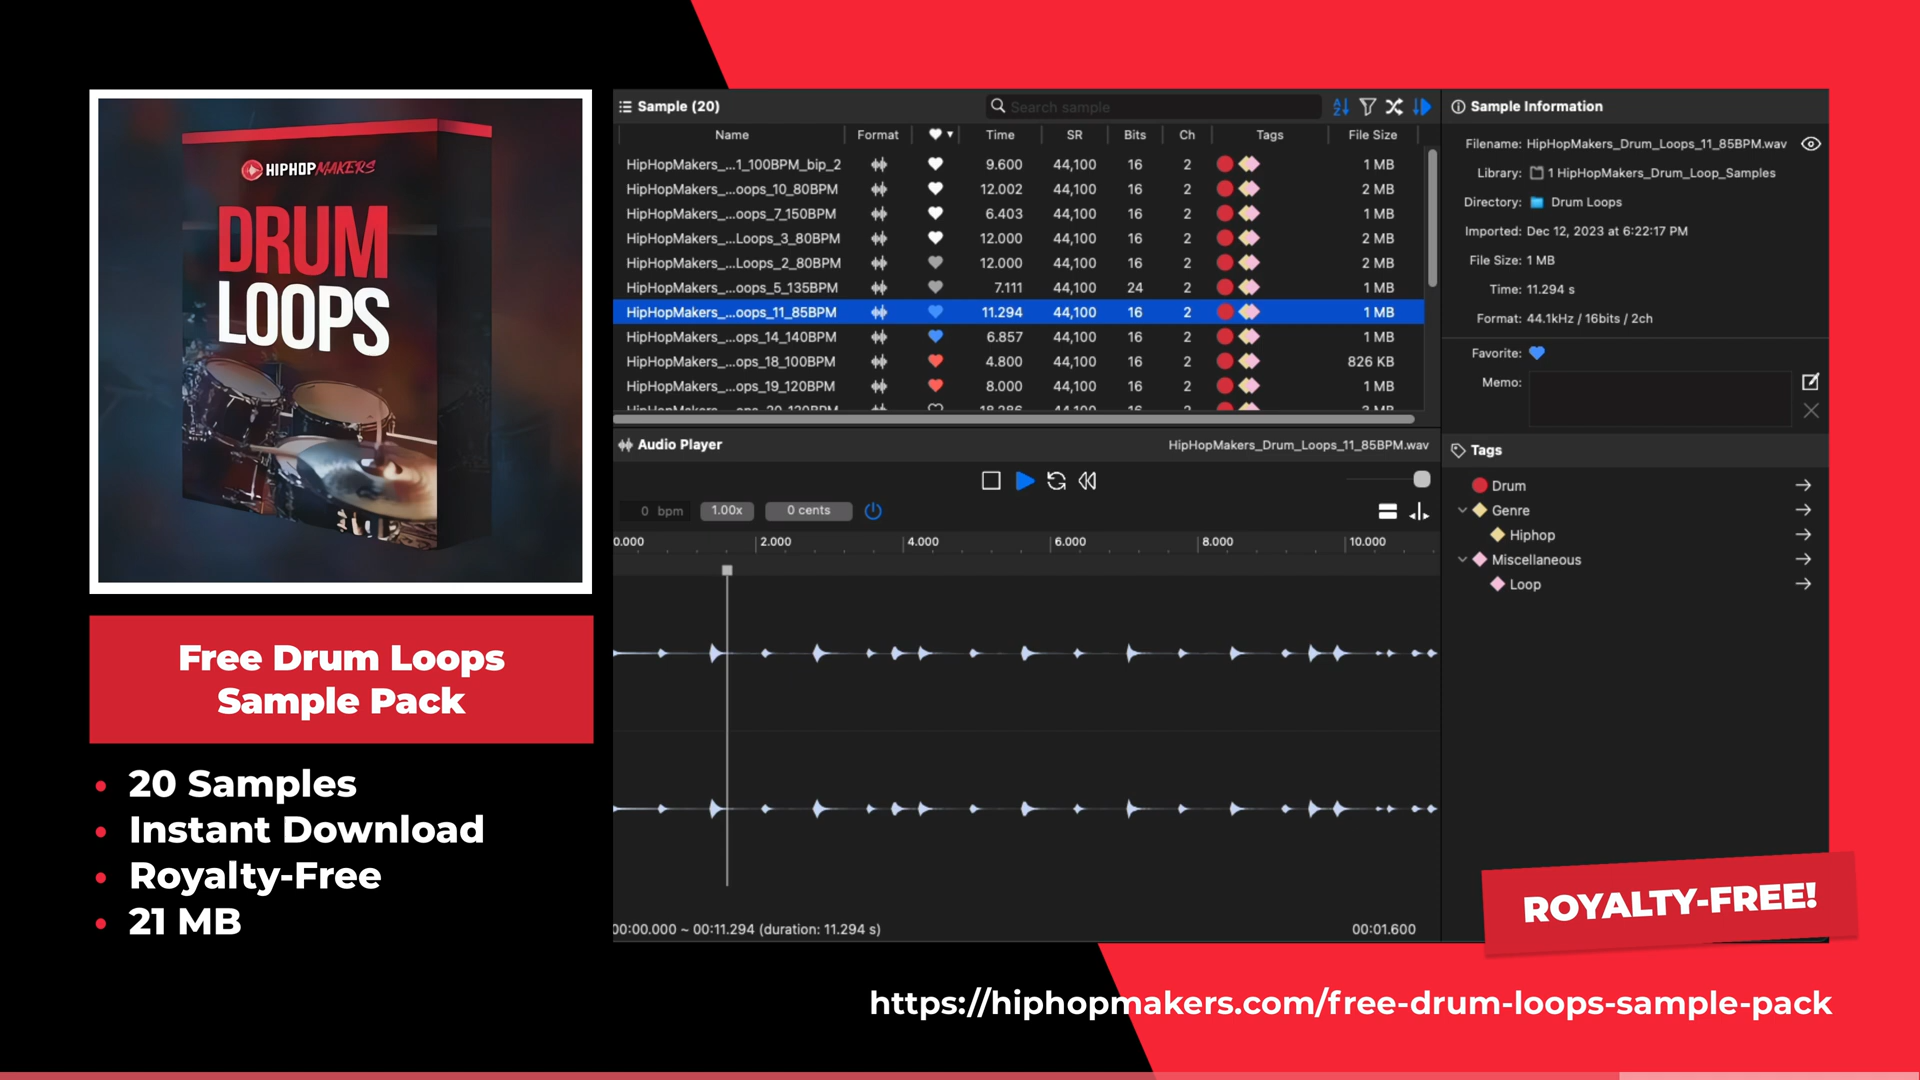 HIPHOPMAKERS
DRUM
LOOPS
Free Drum Loops
Sample Pack
20 Samples
Instant Download
Royalty-Free
21 MB
Sample (20)
Search sample
Name Format Time SR Bits Ch Tags File Size
HipHopMakers_...1_100BPM_bip_2 9.600 44,100 16 2 1 MB
HipHopMakers_...oops_10_80BPM 12.002 44,100 16 2 2 MB
HipHopMakers_...oops_7_150BPM 6.403 44,100 16 2 1 MB
HipHopMakers_...Loops_3_80BPM 12.000 44,100 16 2 2 MB
HipHopMakers_...Loops_2_80BPM 12.000 44,100 16 2 2 MB
HipHopMakers_...oops_5_135BPM 7.111 44,100 24 2 1 MB
HipHopMakers_...oops_11_85BPM 11.294 44,100 16 2 1 MB
HipHopMakers_...ops_14_140BPM 6.857 44,100 16 2 1 MB
HipHopMakers_...ops_18_100BPM 4.800 44,100 16 2 826 KB
HipHopMakers_...ops_19_120BPM 8.000 44,100 16 2 1 MB
Audio Player HipHopMakers_Drum_Loops_11_85BPM.wav
0 bpm 1.00x 0 cents
0.000 2.000 4.000 6.000 8.000 10.000
00:00.000 ~ 00:11.294 (duration: 11.294 s) 00:01.600
Sample Information
Filename: HipHopMakers_Drum_Loops_11_85BPM.wav
Library: 1 HipHopMakers_Drum_Loop_Samples
Directory: Drum Loops
Imported: Dec 12, 2023 at 6:22:17 PM
File Size: 1 MB
Time: 11.294 s
Format: 44.1kHz / 16bits / 2ch
Favorite:
Memo:
Tags
Drum
Genre
Hiphop
Miscellaneous
Loop
ROYALTY-FREE!
https://hiphopmakers.com/free-drum-loops-sample-pack